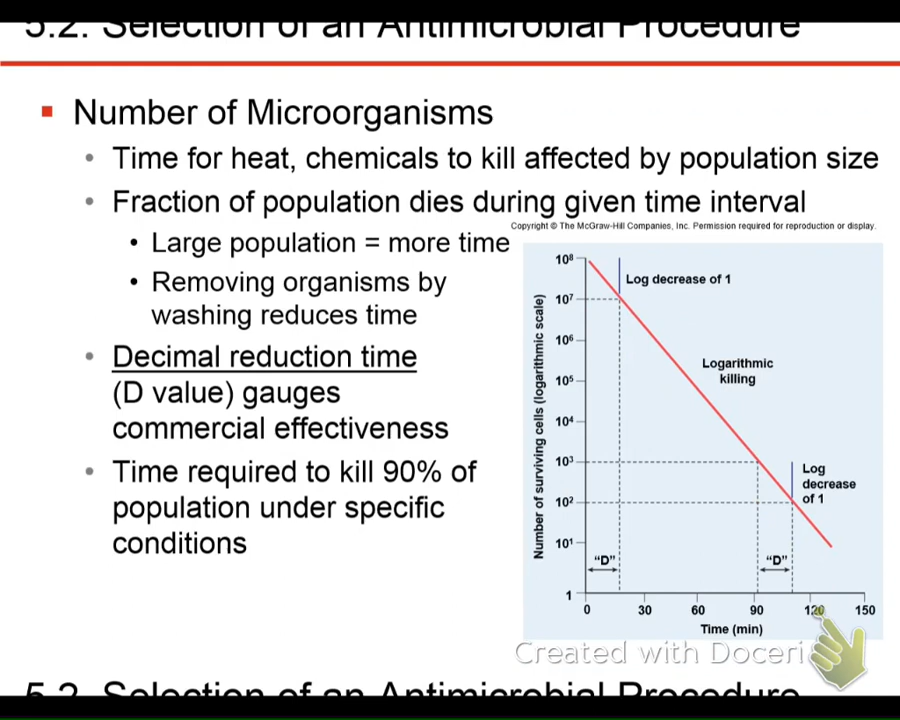 5.2. Selection of an Antimicrobial Procedure
Number of Microorganisms
Time for heat, chemicals to kill affected by population size
Fraction of population dies during given time interval
Copyright © The McGraw-Hill Companies, Inc. Permission required for reproduction or display.
Large population = more time
Removing organisms by
washing reduces time
Decimal reduction time
(D value) gauges
commercial effectiveness
Time required to kill 90% of
population under specific
conditions
Number of surviving cells (logarithmic scale)
10⁸
10⁷
10⁶
10⁵
10⁴
10³
10²
10¹
1
Log decrease of 1
Logarithmic
killing
Log
decrease
of 1
“D”
“D”
0 30 60 90 120 150
Time (min)
Created with Doceri
5.2. Selection of an Antimicrobial Procedure